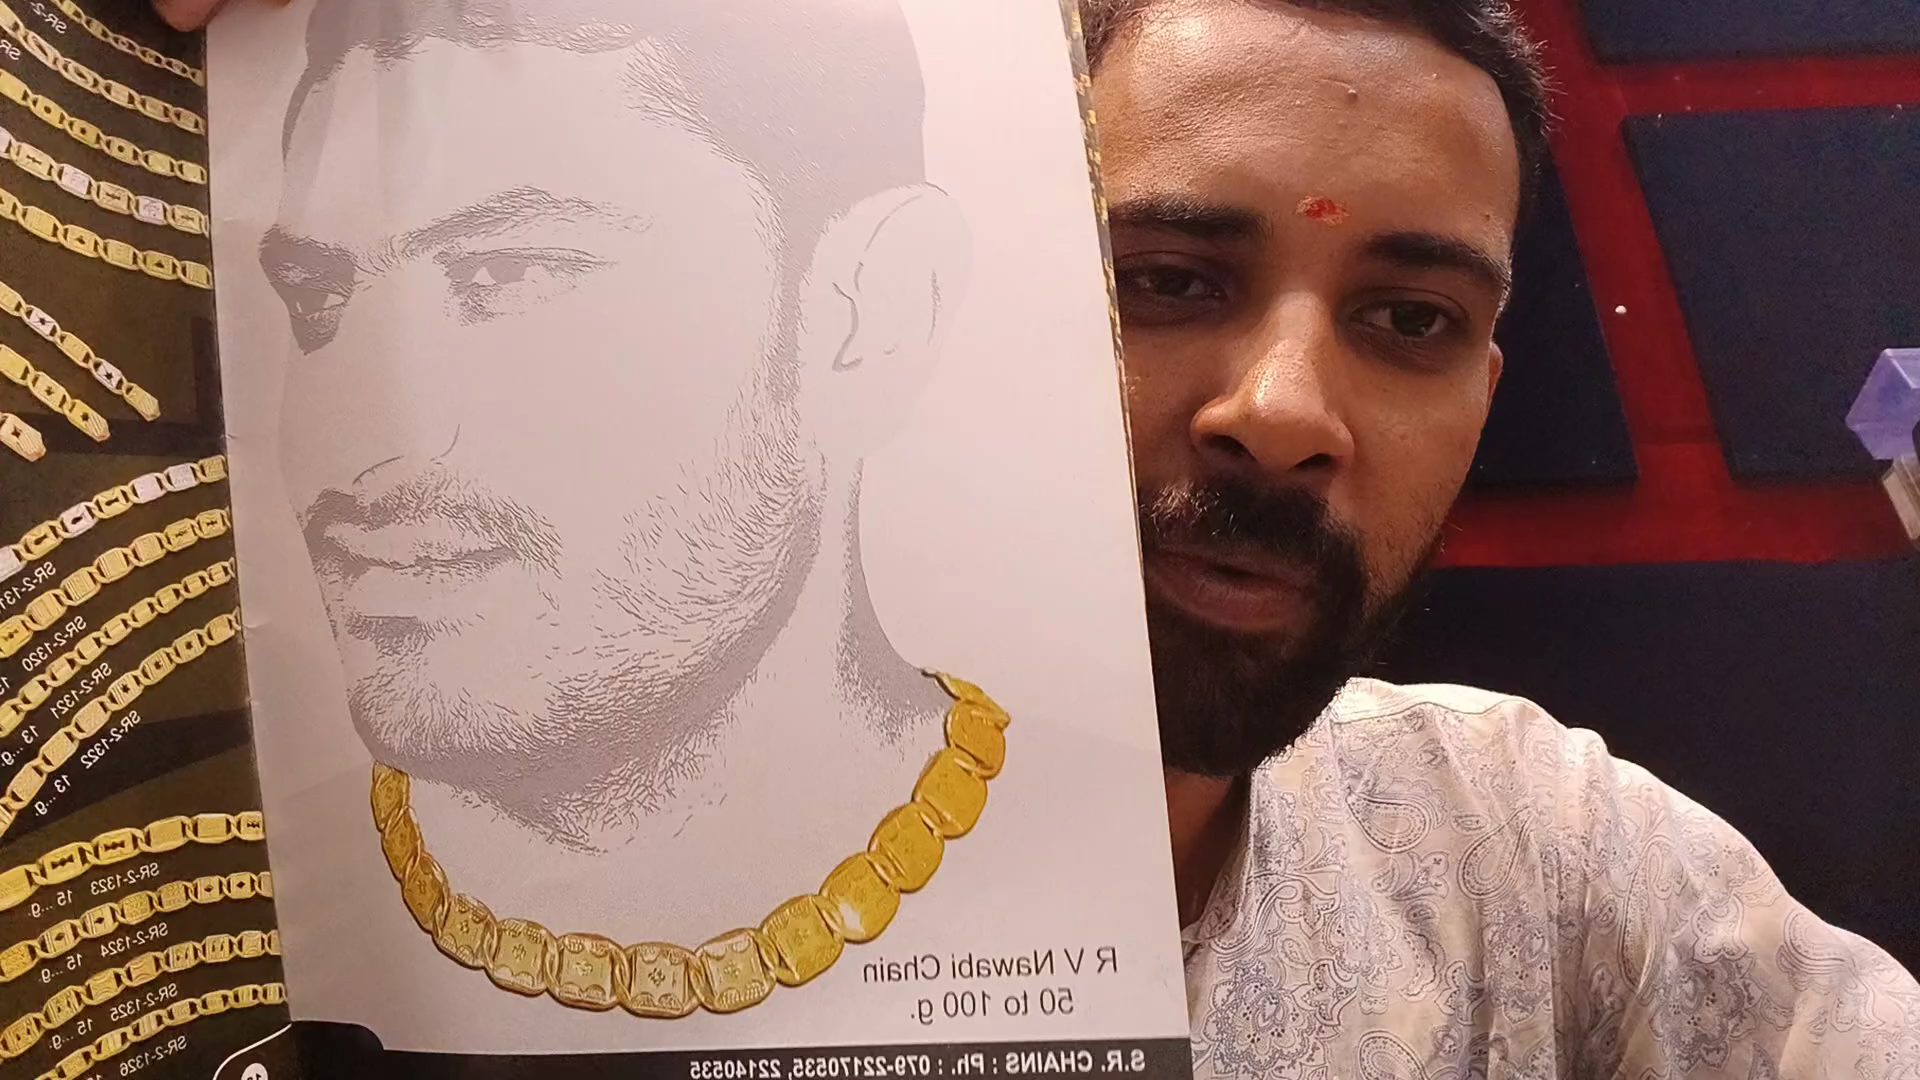 R V Nawabi Chain
50 to 100 g.
S.R. CHAINS : Ph. : 079-22170535, 22140535
SR-2-1320
SR-2-1321
13 ...g.
SR-2-1322
13 ...g.
SR-2-1323
15 ...g.
SR-2-1324
15 ...g.
SR-2-1325
15 ...g.
SR-2-1326